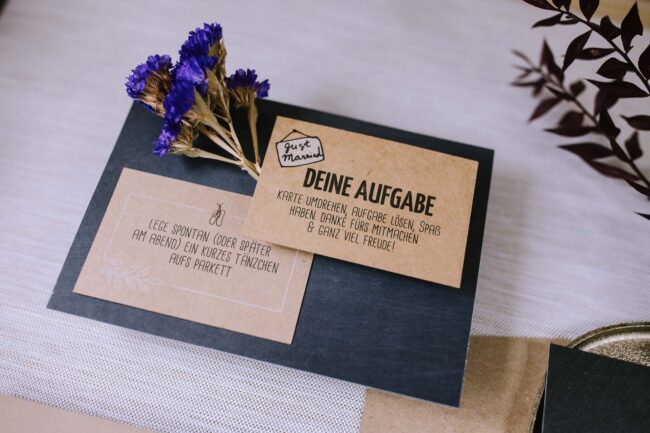 Just
Married
DEINE AUFGABE
KARTE UMDREHEN, AUFGABE LÖSEN, SPAß
HABEN. DANKE FÜRS MITMACHEN
& GANZ VIEL FREUDE!
LEGE SPONTAN (ODER SPÄTER
AM ABEND) EIN KURZES TÄNZCHEN
AUFS PARKETT